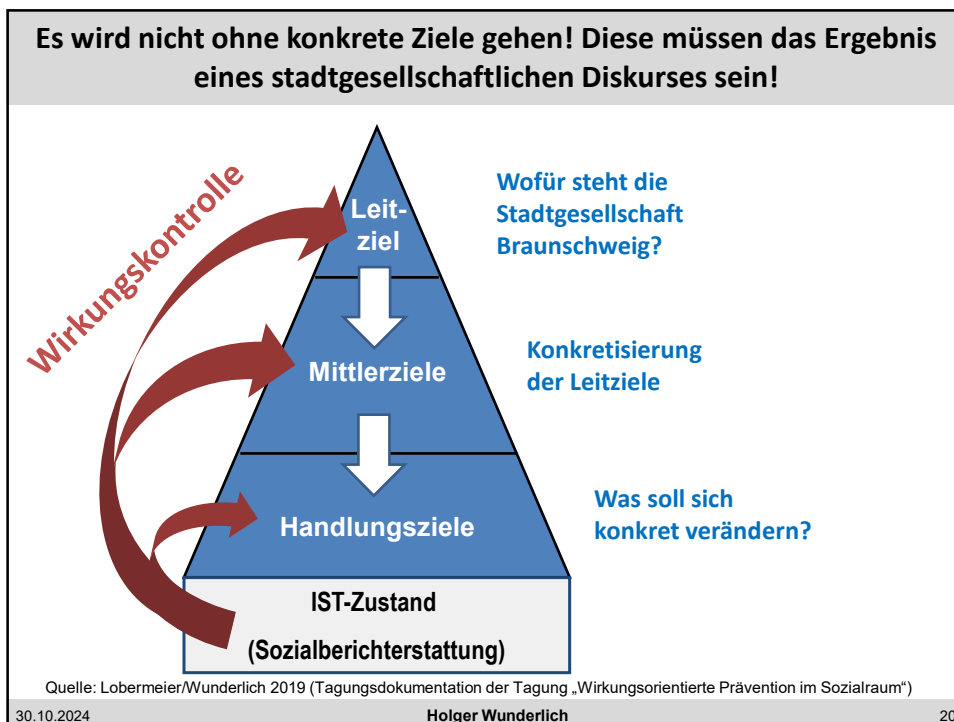 Es wird nicht ohne konkrete Ziele gehen! Diese müssen das Ergebnis
eines stadtgesellschaftlichen Diskurses sein!
Wirkungskontrolle
Leit-
ziel
Wofür steht die
Stadtgesellschaft
Braunschweig?
Mittlerziele
Konkretisierung
der Leitziele
Handlungsziele
Was soll sich
konkret verändern?
IST-Zustand
(Sozialberichterstattung)
Quelle: Lobermeier/Wunderlich 2019 (Tagungsdokumentation der Tagung „Wirkungsorientierte Prävention im Sozialraum“)
30.10.2024
Holger Wunderlich
20